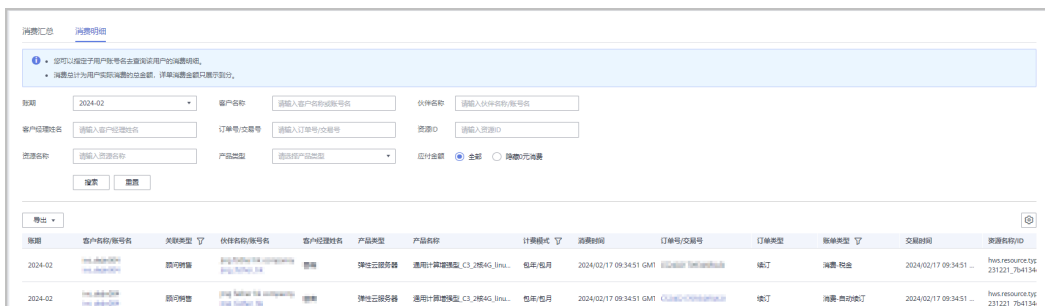 消费汇总 消费明细
• 您可以指定子用户账号名去查询该用户的消费明细。
• 消费总计为用户实际消费的总金额，详单消费金额只展示到分。
账期 2024-02 客户名称 请输入客户名称或账号名 伙伴名称 请输入伙伴名称/账号名
客户经理姓名 请输入客户经理姓名 订单号/交易号 请输入订单号/交易号 资源ID 请输入资源ID
资源名称 请输入资源名称 产品类型 请选择产品类型 应付金额 全部 隐藏0元消费
搜索 重置
导出
账期 客户名称/账号名 关联类型 伙伴名称/账号名 客户经理姓名 产品类型 产品名称 计费模式 消费时间 订单号/交易号 订单类型 账单类型 交易时间 资源名称/ID
2024-02 顾问销售 弹性云服务器 通用计算增强型_C3_2核4G_linu... 包年/包月 2024/02/17 09:34:51 GMT 续订 消费-税金 2024/02/17 09:34:51 ... hws.resource.typ
231221_7b4134
2024-02 顾问销售 弹性云服务器 通用计算增强型_C3_2核4G_linu... 包年/包月 2024/02/17 09:34:51 GMT 续订 消费-自动续订 2024/02/17 09:34:51 ... hws.resource.typ
231221_7b4134